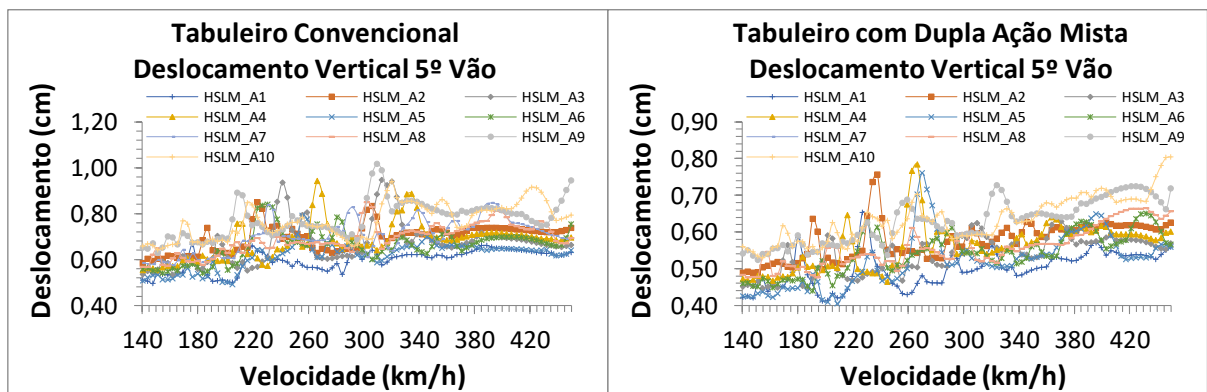 Tabuleiro Convencional
Deslocamento Vertical 5º Vão
HSLM_A1 HSLM_A2 HSLM_A3
HSLM_A4 HSLM_A5 HSLM_A6
HSLM_A7 HSLM_A8 HSLM_A9
HSLM_A10
Deslocamento (cm)
1,20
1,00
0,80
0,60
0,40
140 180 220 260 300 340 380 420
Velocidade (km/h)
Tabuleiro com Dupla Ação Mista
Deslocamento Vertical 5º Vão
HSLM_A1 HSLM_A2 HSLM_A3
HSLM_A4 HSLM_A5 HSLM_A6
HSLM_A7 HSLM_A8 HSLM_A9
HSLM_A10
Deslocamento (cm)
0,90
0,80
0,70
0,60
0,50
0,40
140 180 220 260 300 340 380 420
Velocidade (km/h)